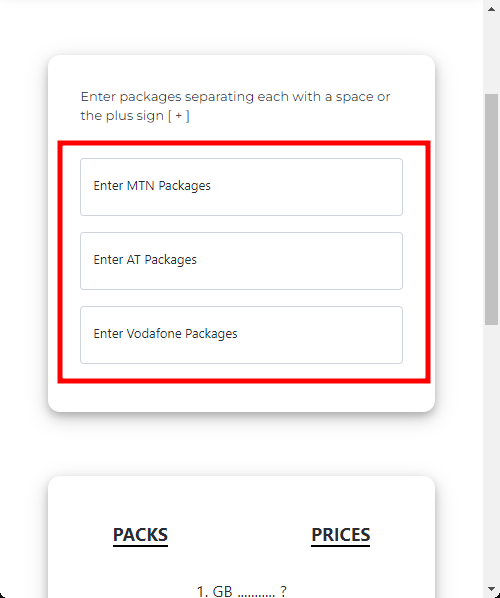 Enter packages separating each with a space or
the plus sign [ + ]
Enter MTN Packages
Enter AT Packages
Enter Vodafone Packages
PACKS PRICES
1. GB ........... ?